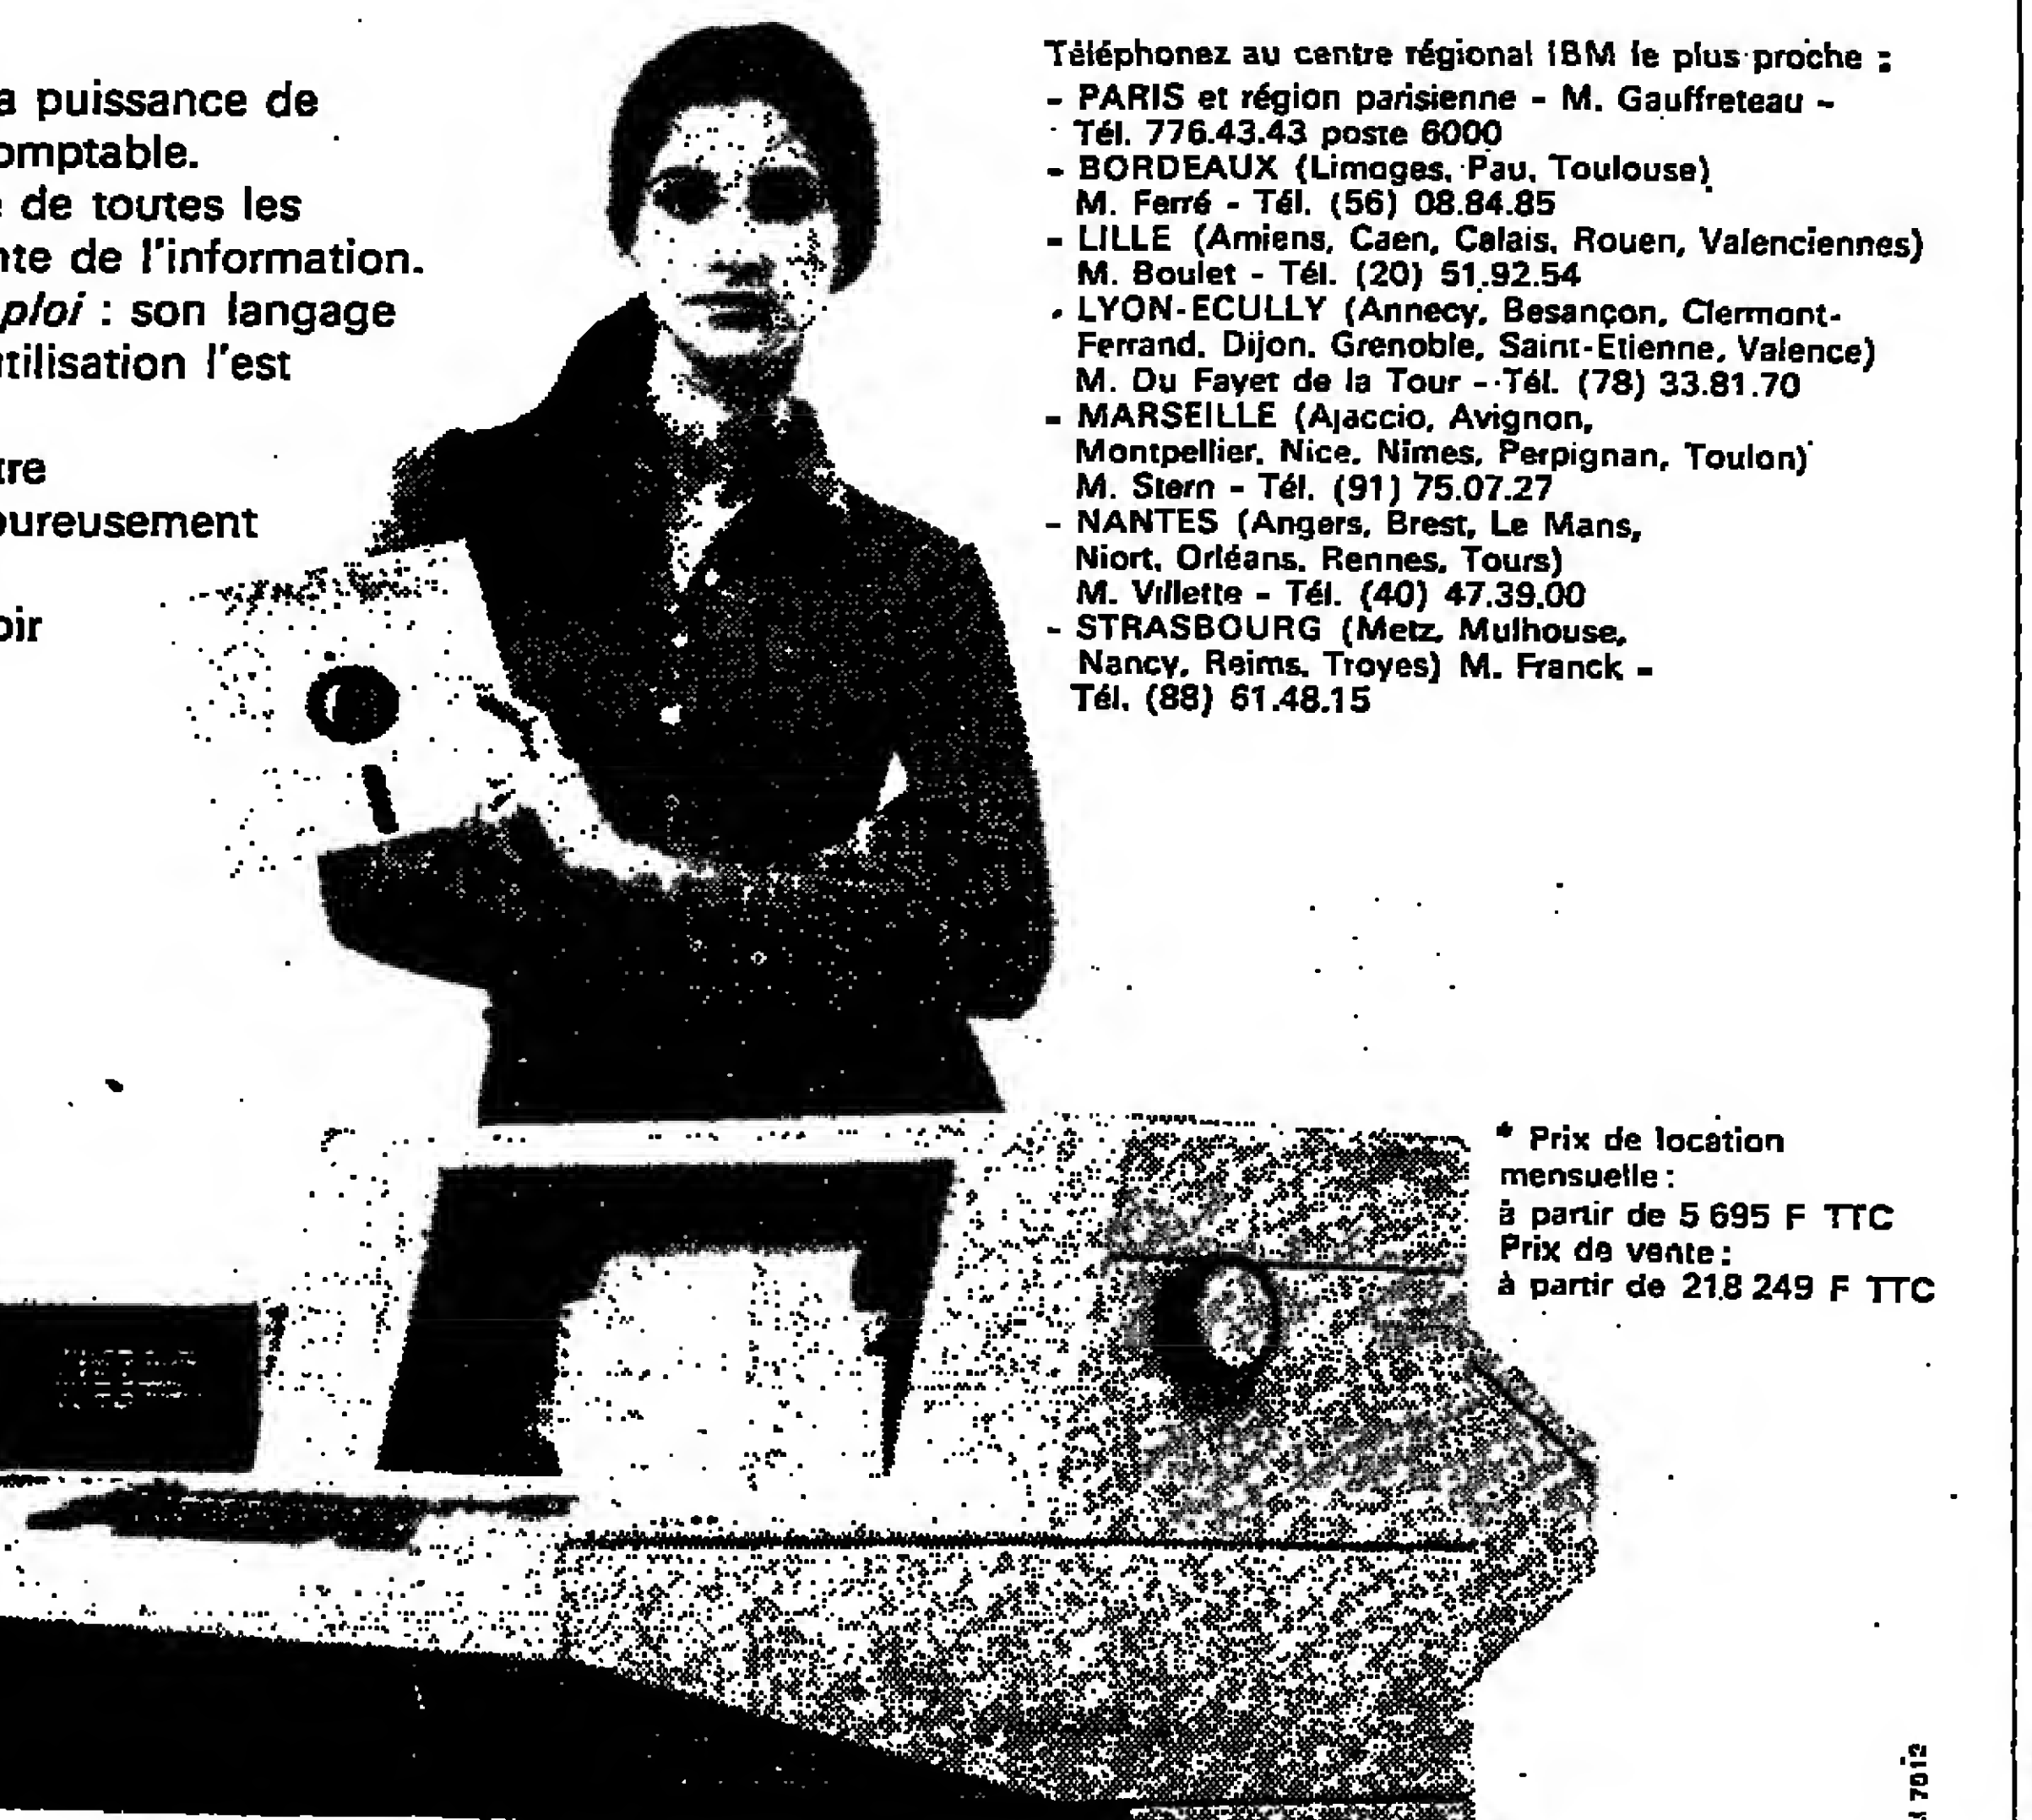 a puissance de
omptable.
de toutes les
nte de l'information.
ploi : son langage
tilisation l'est
tre
oureusement
oir
Téléphonez au centre régional IBM le plus proche :
- PARIS et région parisienne - M. Gauffreteau -
Tél. 776.43.43 poste 6000
- BORDEAUX (Limoges, Pau, Toulouse)
M. Ferré - Tél. (56) 08.84.85
- LILLE (Amiens, Caen, Calais, Rouen, Valenciennes)
M. Boulet - Tél. (20) 51.92.54
- LYON-ECULLY (Annecy, Besançon, Clermont-
Ferrand, Dijon, Grenoble, Saint-Etienne, Valence)
M. Du Fayet de la Tour - Tél. (78) 33.81.70
- MARSEILLE (Ajaccio, Avignon,
Montpellier, Nice, Nîmes, Perpignan, Toulon)
M. Stern - Tél. (91) 75.07.27
- NANTES (Angers, Brest, Le Mans,
Niort, Orléans, Rennes, Tours)
M. Villette - Tél. (40) 47.39.00
- STRASBOURG (Metz, Mulhouse,
Nancy, Reims, Troyes) M. Franck -
Tél. (88) 61.48.15
* Prix de location
mensuelle :
à partir de 5 695 F TTC
Prix de vente :
à partir de 218 249 F TTC
7012